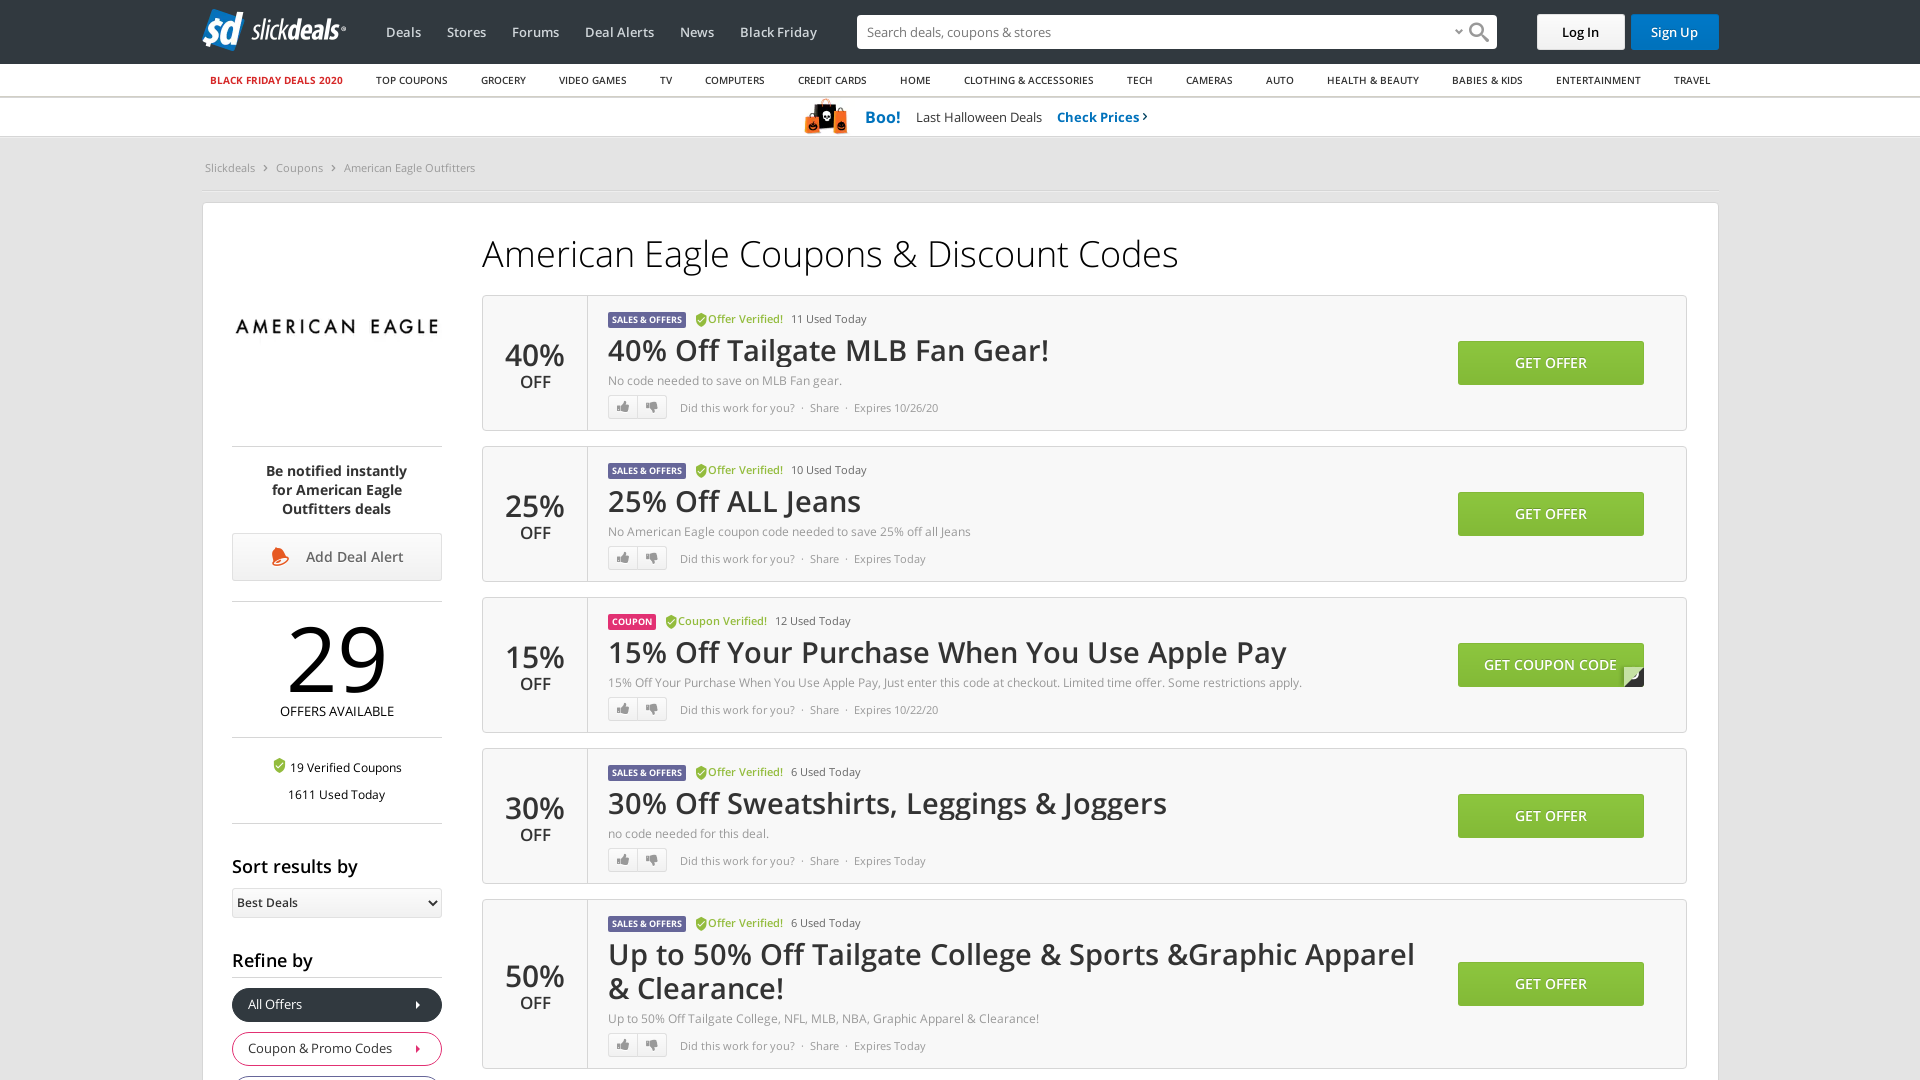 sd slickdeals
Deals
Stores
Forums
Deal Alerts
News
Black Friday
Search deals, coupons & stores
Log In
Sign Up
BLACK FRIDAY DEALS 2020
TOP COUPONS
GROCERY
VIDEO GAMES
TV
COMPUTERS
CREDIT CARDS
HOME
CLOTHING & ACCESSORIES
TECH
CAMERAS
AUTO
HEALTH & BEAUTY
BABIES & KIDS
ENTERTAINMENT
TRAVEL
Boo! Last Halloween Deals Check Prices ›
Slickdeals › Coupons › American Eagle Outfitters
AMERICAN EAGLE
Be notified instantly
for American Eagle
Outfitters deals
Add Deal Alert
29
OFFERS AVAILABLE
19 Verified Coupons
1611 Used Today
Sort results by
Best Deals
Refine by
All Offers
Coupon & Promo Codes
American Eagle Coupons & Discount Codes
40%
OFF
SALES & OFFERS Offer Verified! 11 Used Today
40% Off Tailgate MLB Fan Gear!
No code needed to save on MLB Fan gear.
Did this work for you? · Share · Expires 10/26/20
GET OFFER
25%
OFF
SALES & OFFERS Offer Verified! 10 Used Today
25% Off ALL Jeans
No American Eagle coupon code needed to save 25% off all Jeans
Did this work for you? · Share · Expires Today
GET OFFER
15%
OFF
COUPON Coupon Verified! 12 Used Today
15% Off Your Purchase When You Use Apple Pay
15% Off Your Purchase When You Use Apple Pay, Just enter this code at checkout. Limited time offer. Some restrictions apply.
Did this work for you? · Share · Expires 10/22/20
GET COUPON CODE
30%
OFF
SALES & OFFERS Offer Verified! 6 Used Today
30% Off Sweatshirts, Leggings & Joggers
no code needed for this deal.
Did this work for you? · Share · Expires Today
GET OFFER
50%
OFF
SALES & OFFERS Offer Verified! 6 Used Today
Up to 50% Off Tailgate College & Sports &Graphic Apparel
& Clearance!
Up to 50% Off Tailgate College, NFL, MLB, NBA, Graphic Apparel & Clearance!
Did this work for you? · Share · Expires Today
GET OFFER